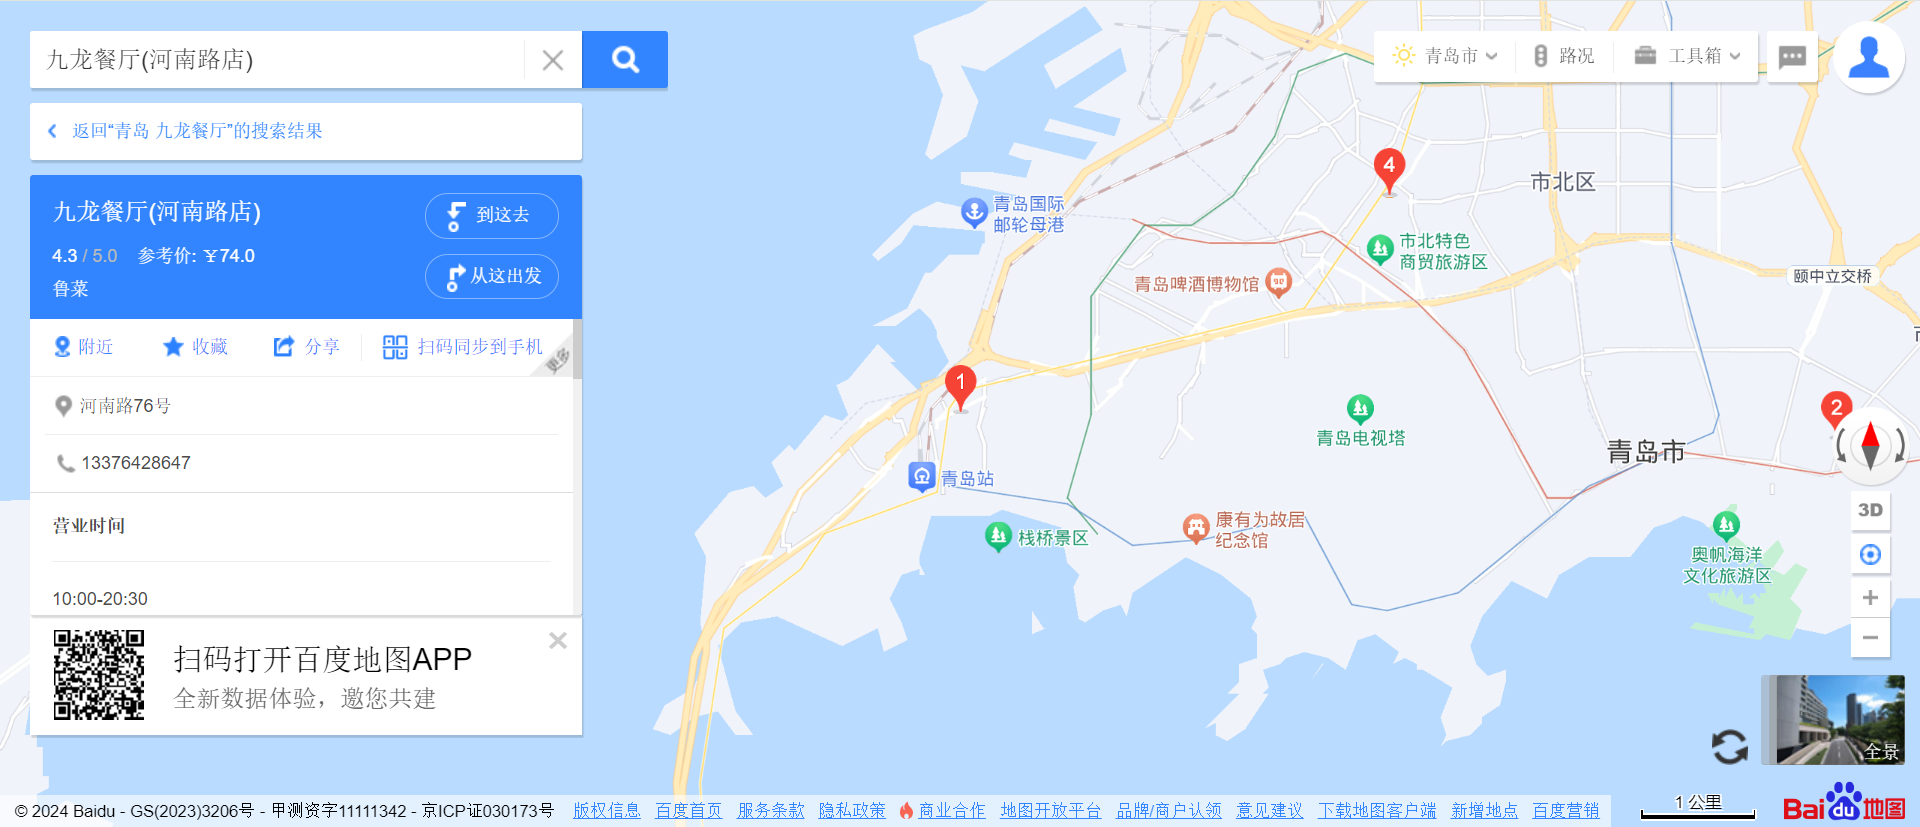 九龙餐厅(河南路店)
返回“青岛 九龙餐厅”的搜索结果
九龙餐厅(河南路店)
4.3 / 5.0 参考价: ¥74.0
鲁菜
到这去
从这出发
附近
收藏
分享
扫码同步到手机
更多
河南路76号
13376428647
营业时间
10:00-20:30
扫码打开百度地图APP
全新数据体验，邀您共建
青岛市
路况
工具箱
4
市北区
青岛国际
邮轮母港
市北特色
商贸旅游区
青岛啤酒博物馆
颐中立交桥
1
青岛电视塔
2
青岛市
青岛站
康有为故居
纪念馆
栈桥景区
奥帆海洋
文化旅游区
3D
全景
1 公里
Bai du 地图
© 2024 Baidu - GS(2023)3206号 - 甲测资字11111342 - 京ICP证030173号 版权信息 百度首页 服务条款 隐私政策 商业合作 地图开放平台 品牌/商户认领 意见建议 下载地图客户端 新增地点 百度营销